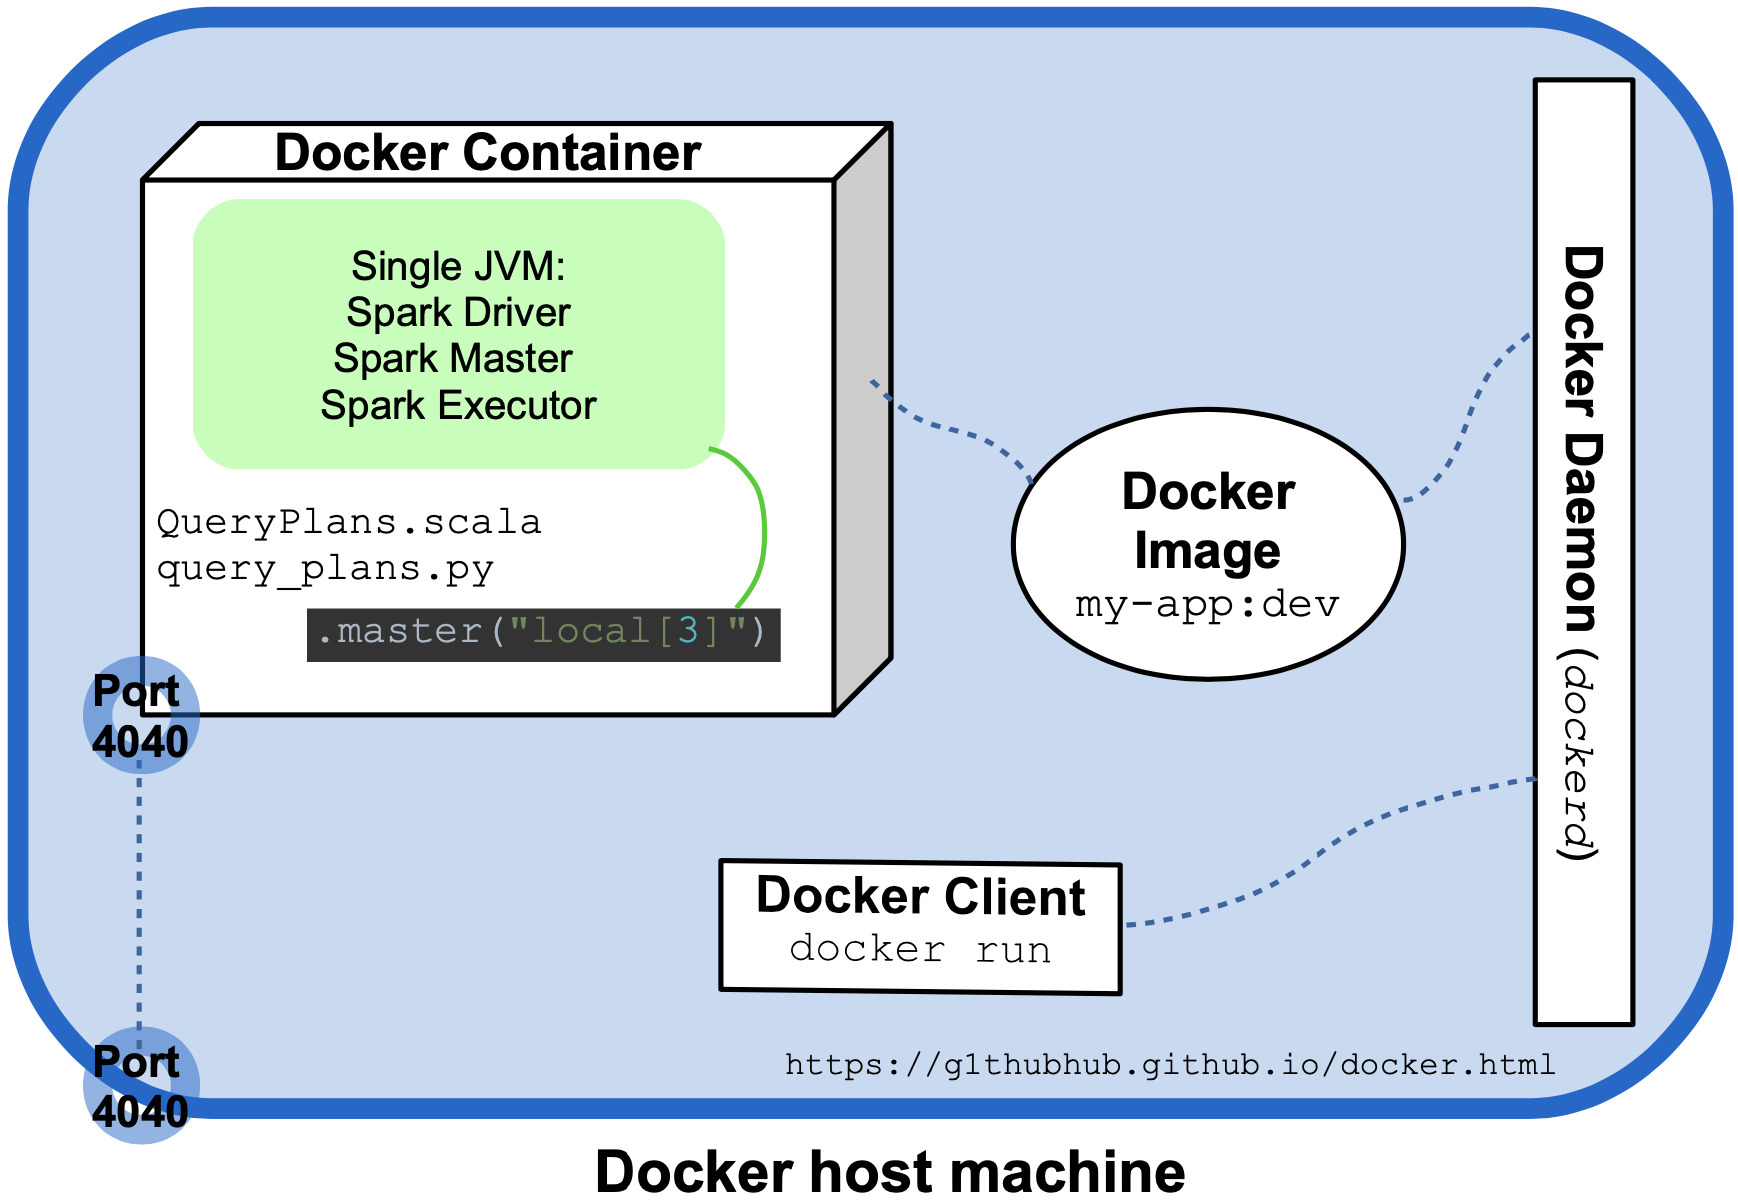 Docker Container
Single JVM:
Spark Driver
Spark Master
Spark Executor
QueryPlans.scala
query_plans.py
.master("local[3]")
Port
4040
Docker
Image
my-app:dev
Docker Daemon (dockerd)
Docker Client
docker run
Port
4040
https://g1thubhub.github.io/docker.html
Docker host machine